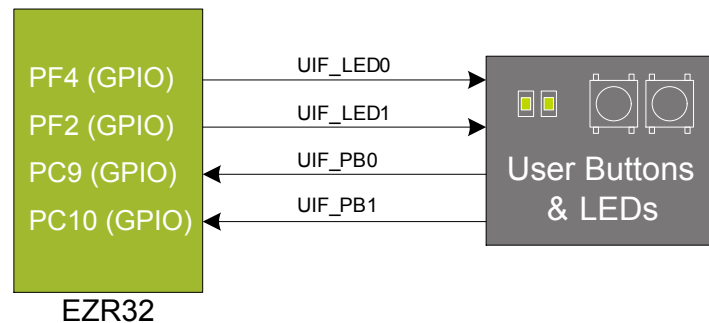 PF4 (GPIO)
PF2 (GPIO)
PC9 (GPIO)
PC10 (GPIO)
EZR32
UIF_LED0
UIF_LED1
UIF_PB0
UIF_PB1
User Buttons
& LEDs